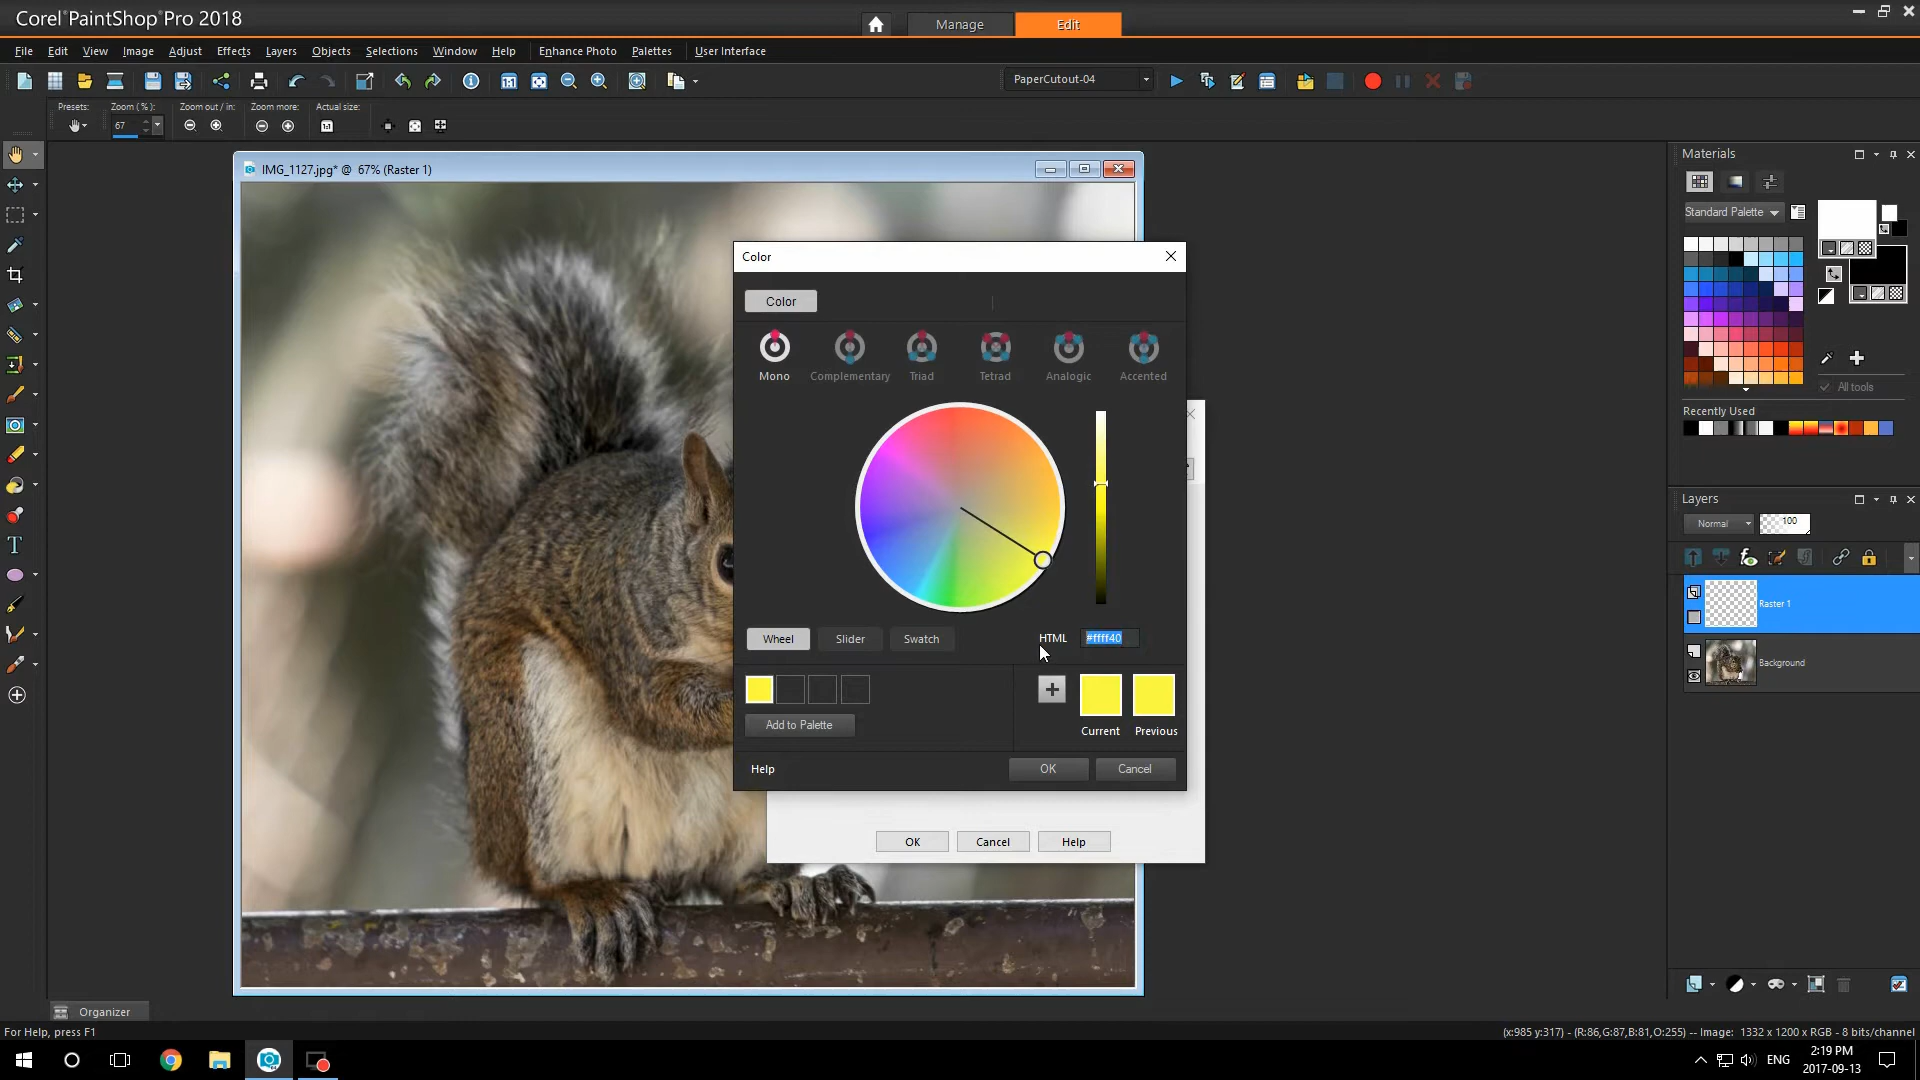 Corel PaintShop Pro 2018
Manage
Edit
File Edit View Image Adjust Effects Layers Objects Selections Window Help Enhance Photo Palettes User Interface
PaperCutout-04
Presets: Zoom (%): Zoom out / in: Zoom more: Actual size:
67
IMG_1127.jpg* @ 67% (Raster 1)
Color
Color
Mono Complementary Triad Tetrad Analogic Accented
Wheel Slider Swatch
HTML #ffff40
Add to Palette
Current Previous
Help OK Cancel
OK Cancel Help
Materials
Standard Palette
All tools
Recently Used
Layers
Normal 100
Raster 1
Background
Organizer
For Help, press F1
(x:985 y:317) -- (R:86,G:87,B:81,O:255) -- Image: 1332 x 1200 x RGB - 8 bits/channel
ENG
2:19 PM
2017-09-13